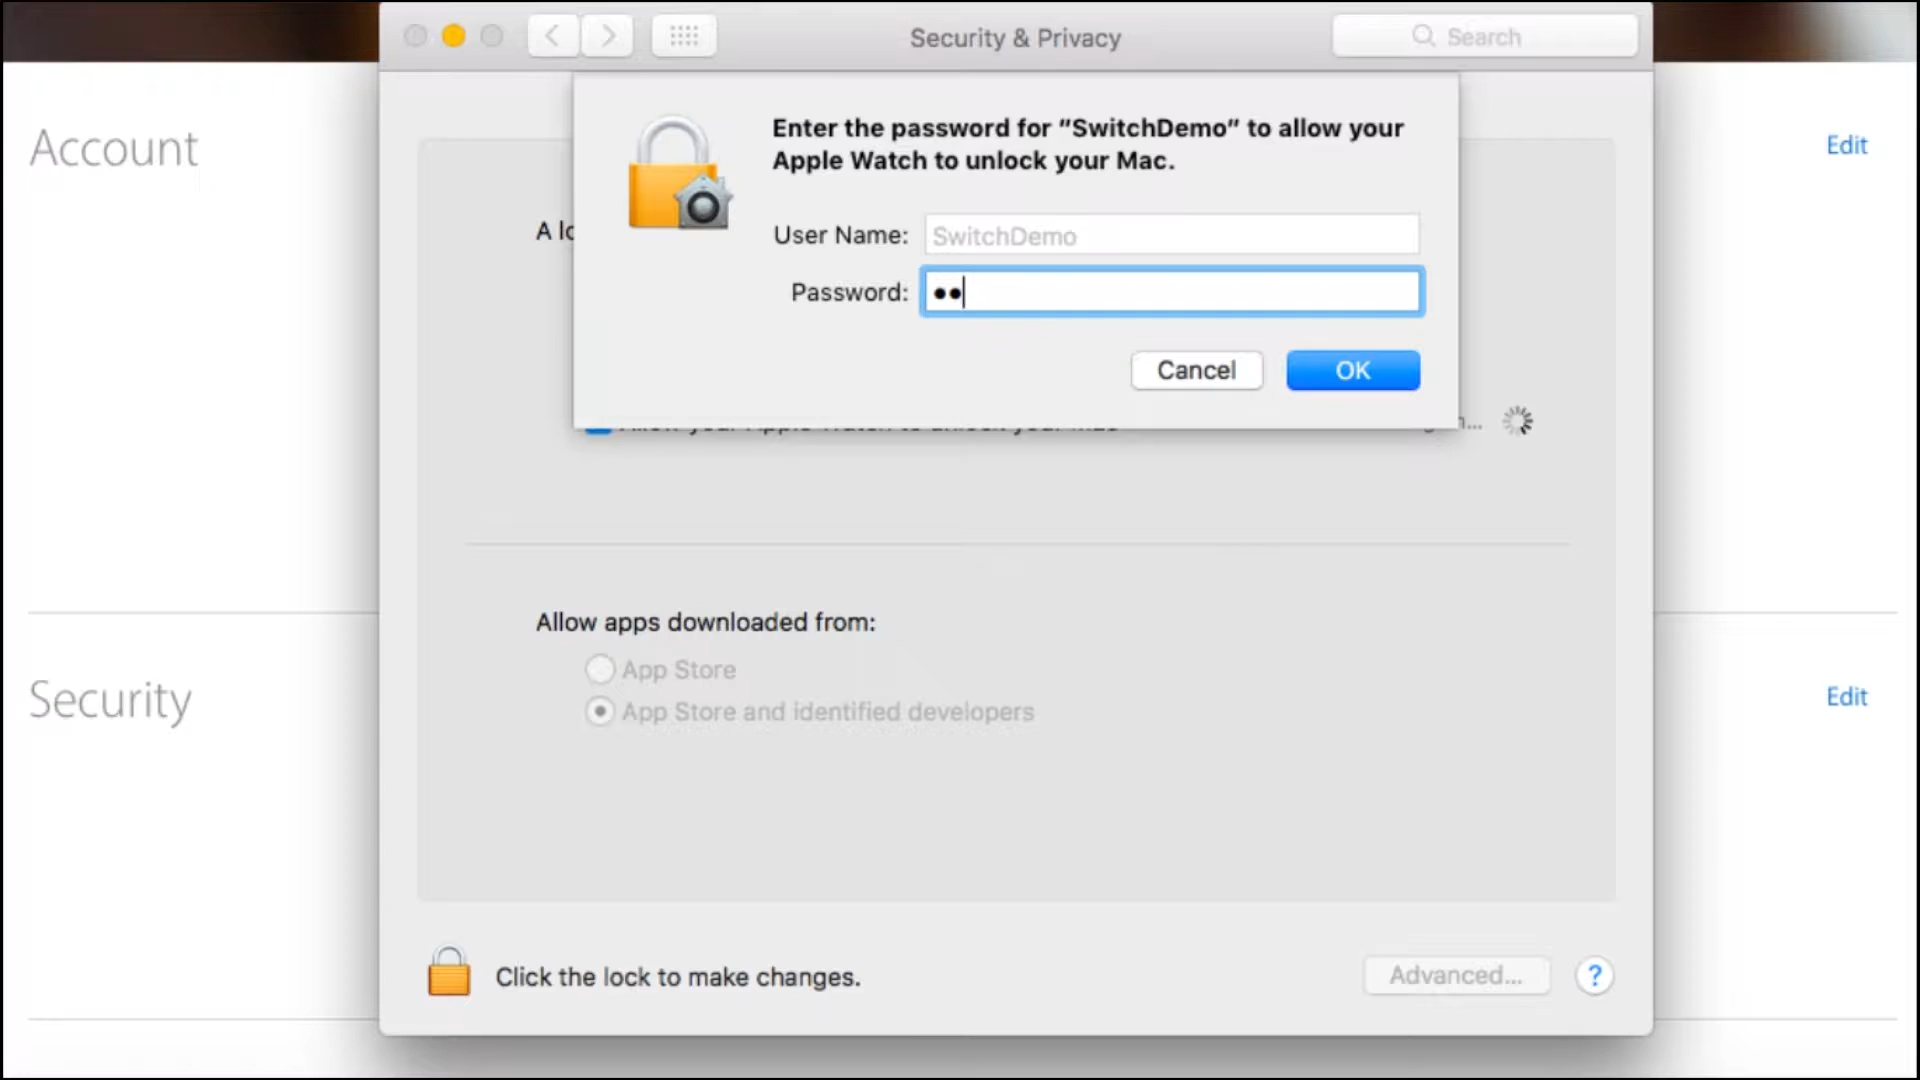 Security & Privacy
Search
Account
Edit
Enter the password for “SwitchDemo” to allow your
Apple Watch to unlock your Mac.
User Name: SwitchDemo
Password: ••
Cancel
OK
A lo
Allow apps downloaded from:
App Store
App Store and identified developers
Security
Edit
Click the lock to make changes.
Advanced...
?